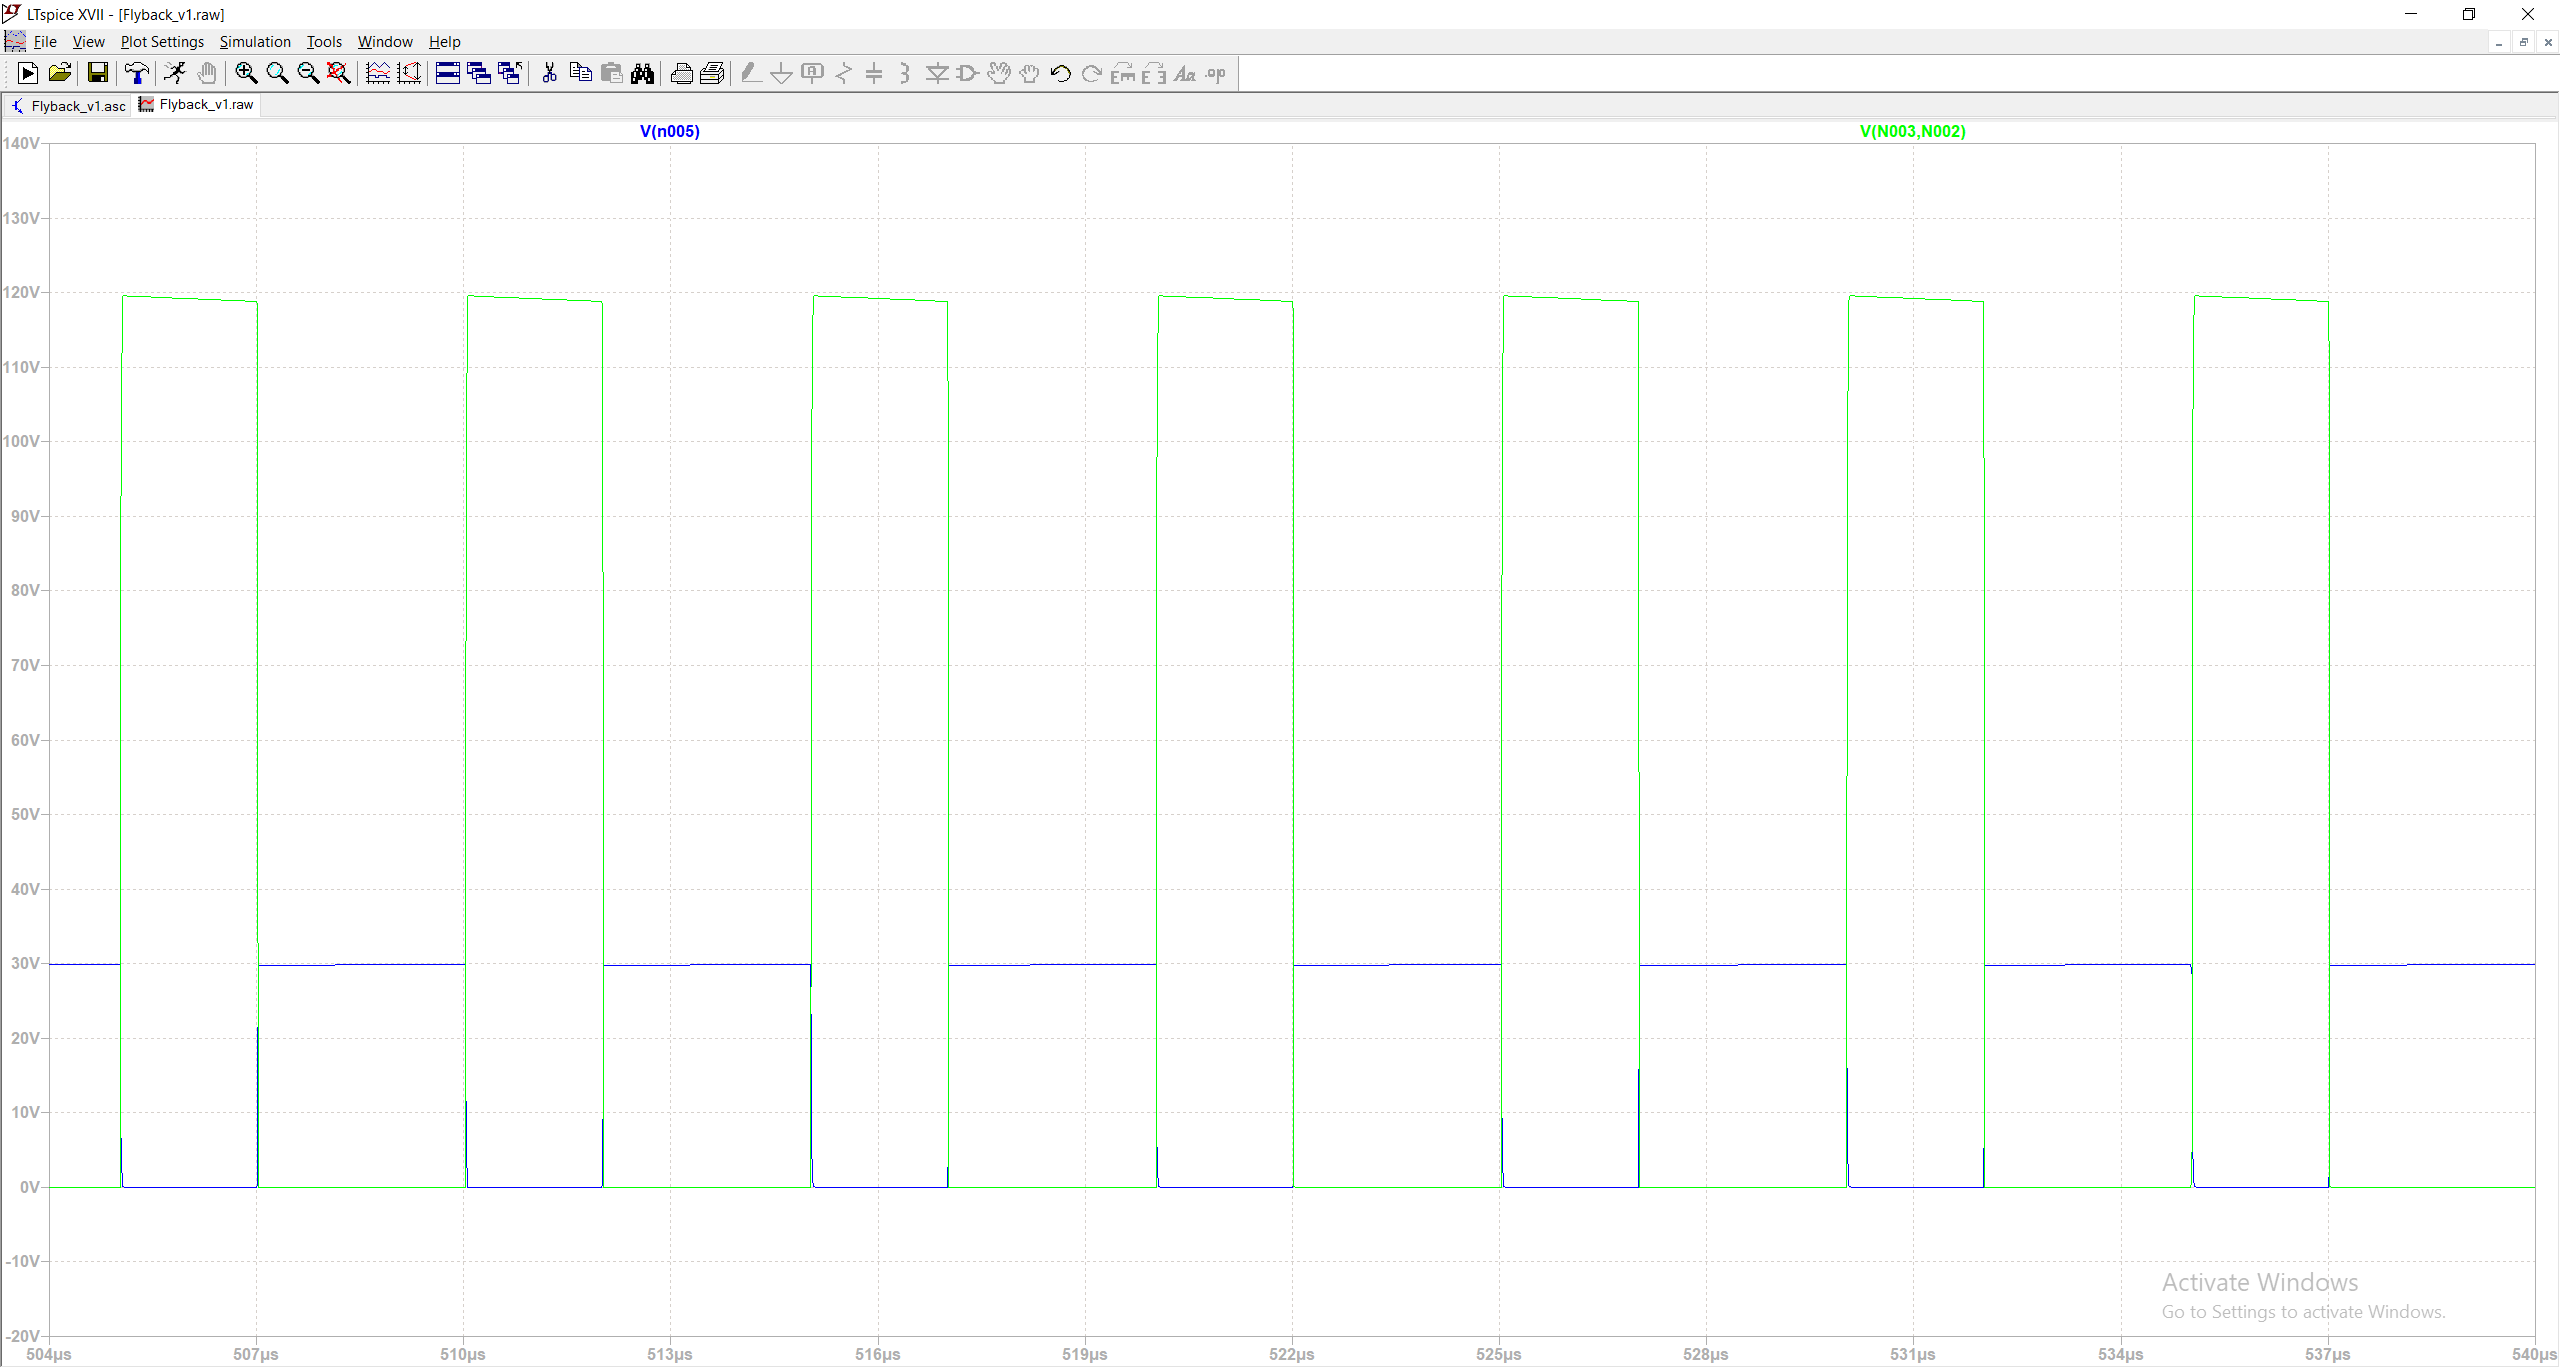 LTspice XVII - [Flyback_v1.raw]
File View Plot Settings Simulation Tools Window Help
Flyback_v1.asc Flyback_v1.raw
V(n005) V(N003,N002)
140V
130V
120V
110V
100V
90V
80V
70V
60V
50V
40V
30V
20V
10V
0V
-10V
-20V
504µs 507µs 510µs 513µs 516µs 519µs 522µs 525µs 528µs 531µs 534µs 537µs 540µs
Activate Windows
Go to Settings to activate Windows.